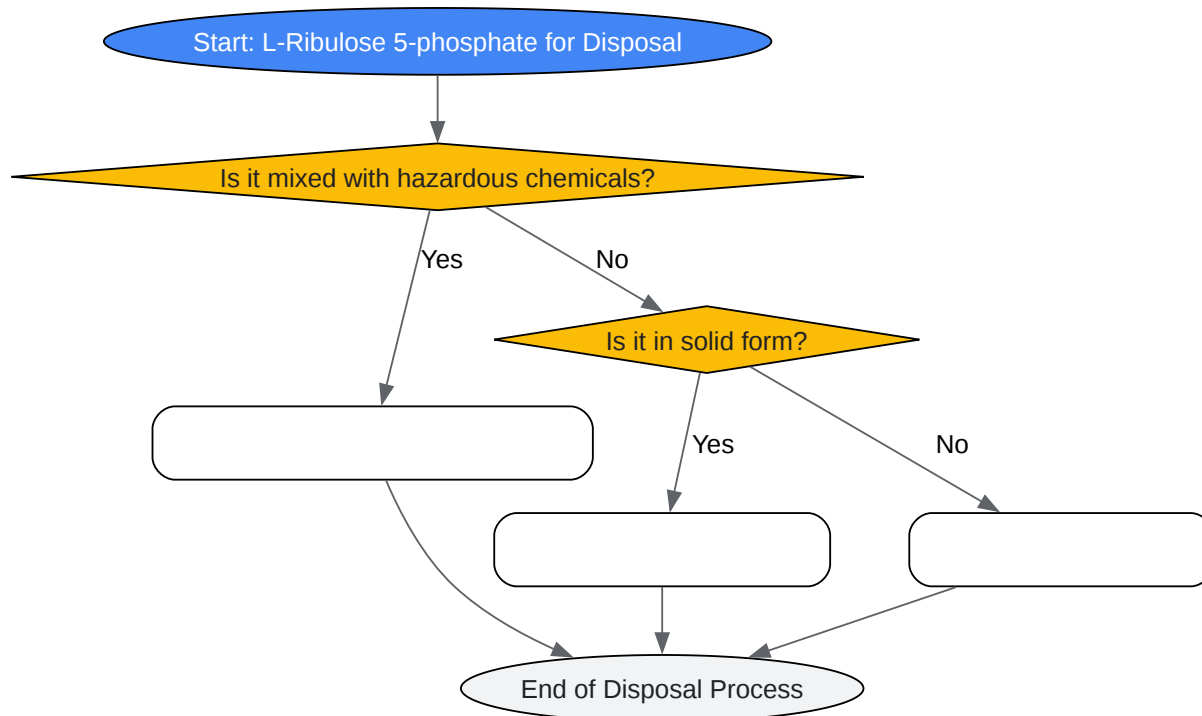 Start: L-Ribulose 5-phosphate for Disposal
Is it mixed with hazardous chemicals?
Yes
No
Is it in solid form?
Yes
No
End of Disposal Process